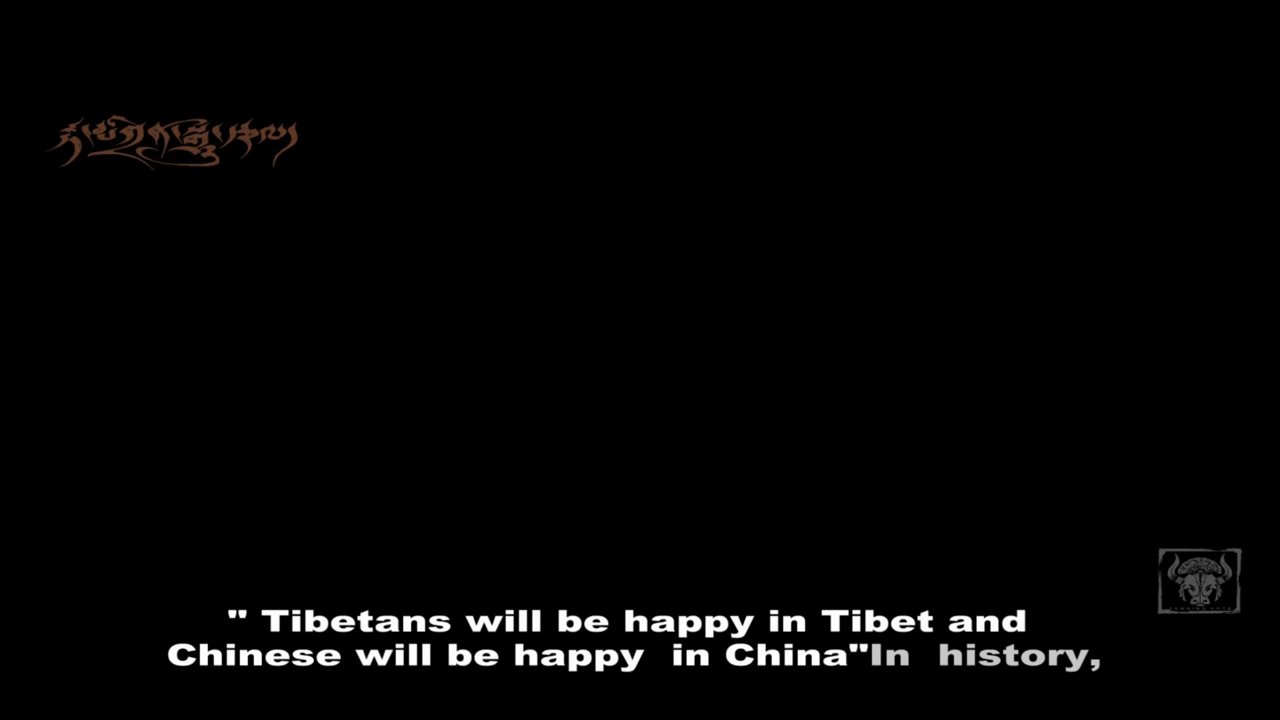 " Tibetans will be happy in Tibet and
Chinese will be happy  in China"In  history,